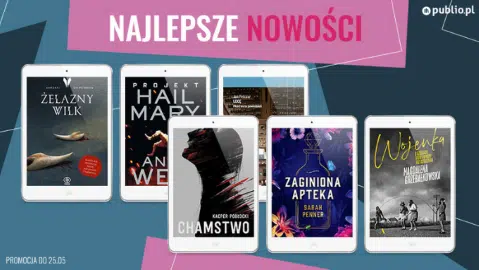 NAJLEPSZE NOWOŚCI
publio.pl
ŻELAZNY
WILK
PROJEKT
HAIL
MARY
AN
WE
KACPER POBŁOCKI
CHAMSTWO
ZAGINIONA
APTEKA
SARAH
PENNER
Wojenka
MAGDALENA
GRZEBAŁKOWSKA
PROMOCJA DO 25.05